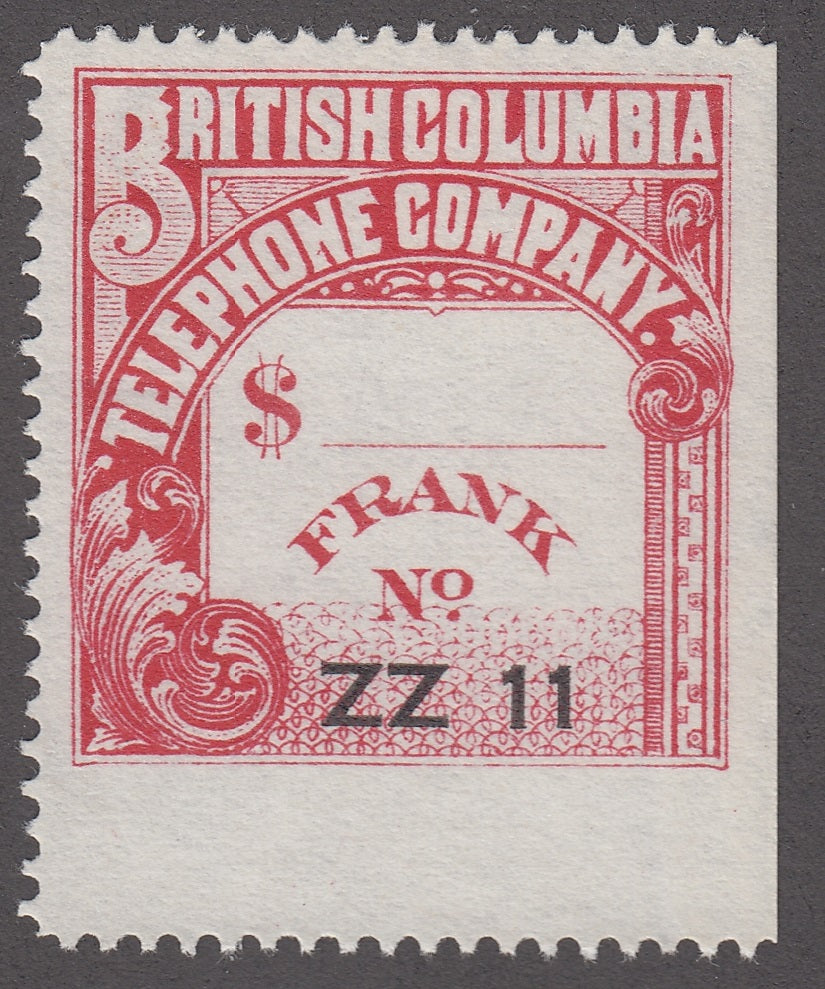 BRITISH COLUMBIA
TELEPHONE COMPANY.
$
FRANK
No
ZZ 11